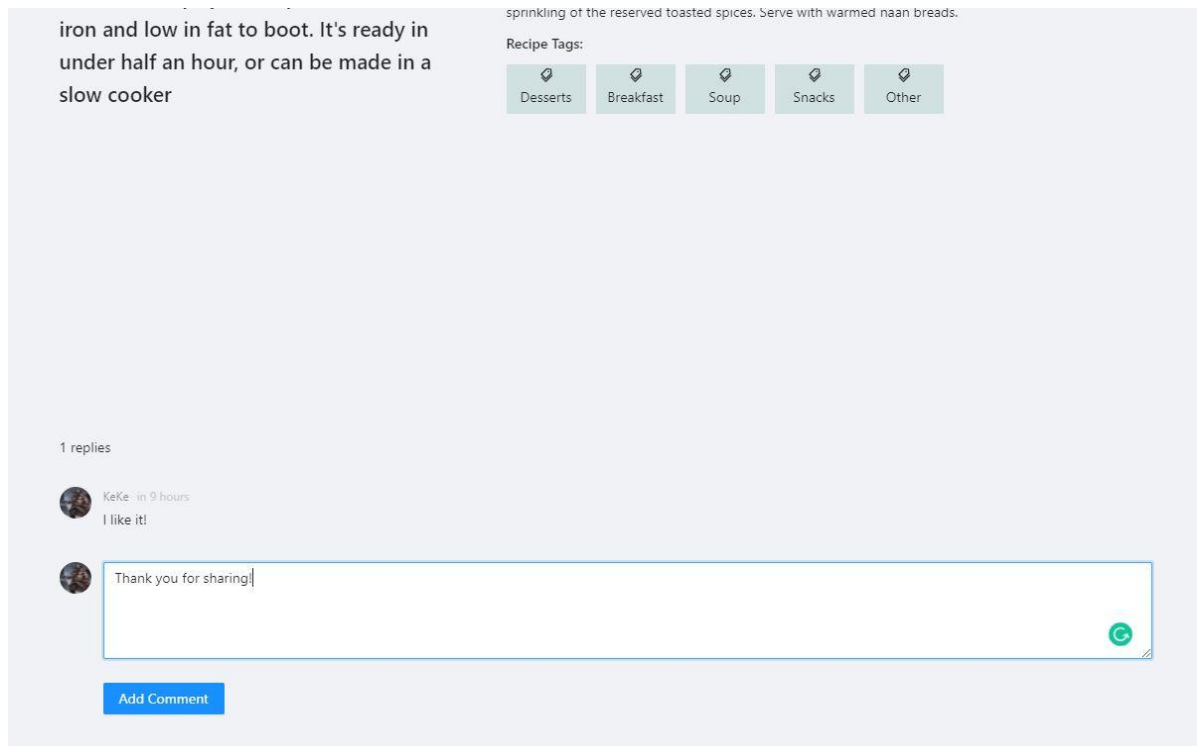 iron and low in fat to boot. It's ready in
under half an hour, or can be made in a
slow cooker
sprinkling of the reserved toasted spices. Serve with warmed naan breads.
Recipe Tags:
Desserts Breakfast Soup Snacks Other
1 replies
KeKe in 9 hours
I like it!
Thank you for sharing!
Add Comment